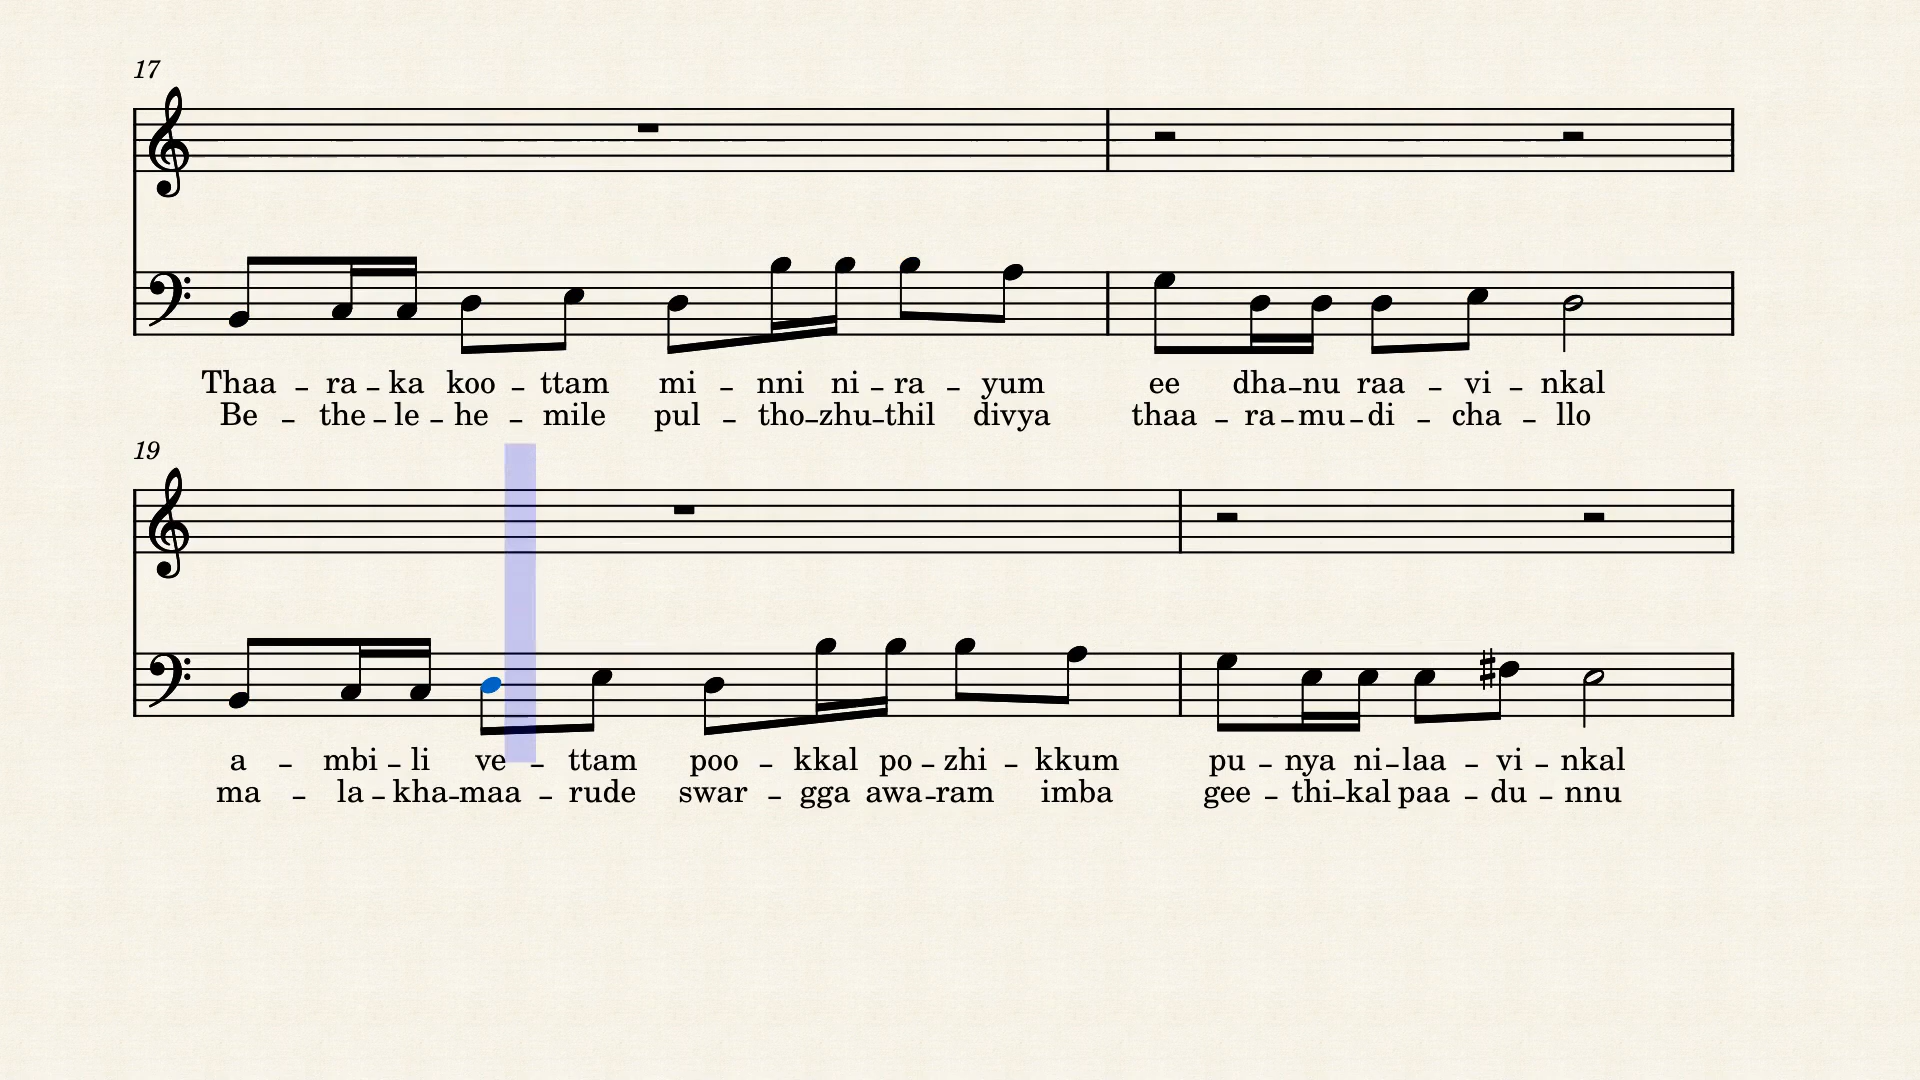 17
Thaa – ra – ka koo – ttam mi – nni ni – ra – yum ee dha – nu raa – vi – nkal
Be – the – le – he – mile pul – tho – zhu – thil divya thaa – ra – mu – di – cha – llo
19
a – mbi – li ve – ttam poo – kkal po – zhi – kkum pu – nya ni – laa – vi – nkal
ma – la – kha – maa – rude swar – gga awa – ram imba gee – thi – kal paa – du – nnu